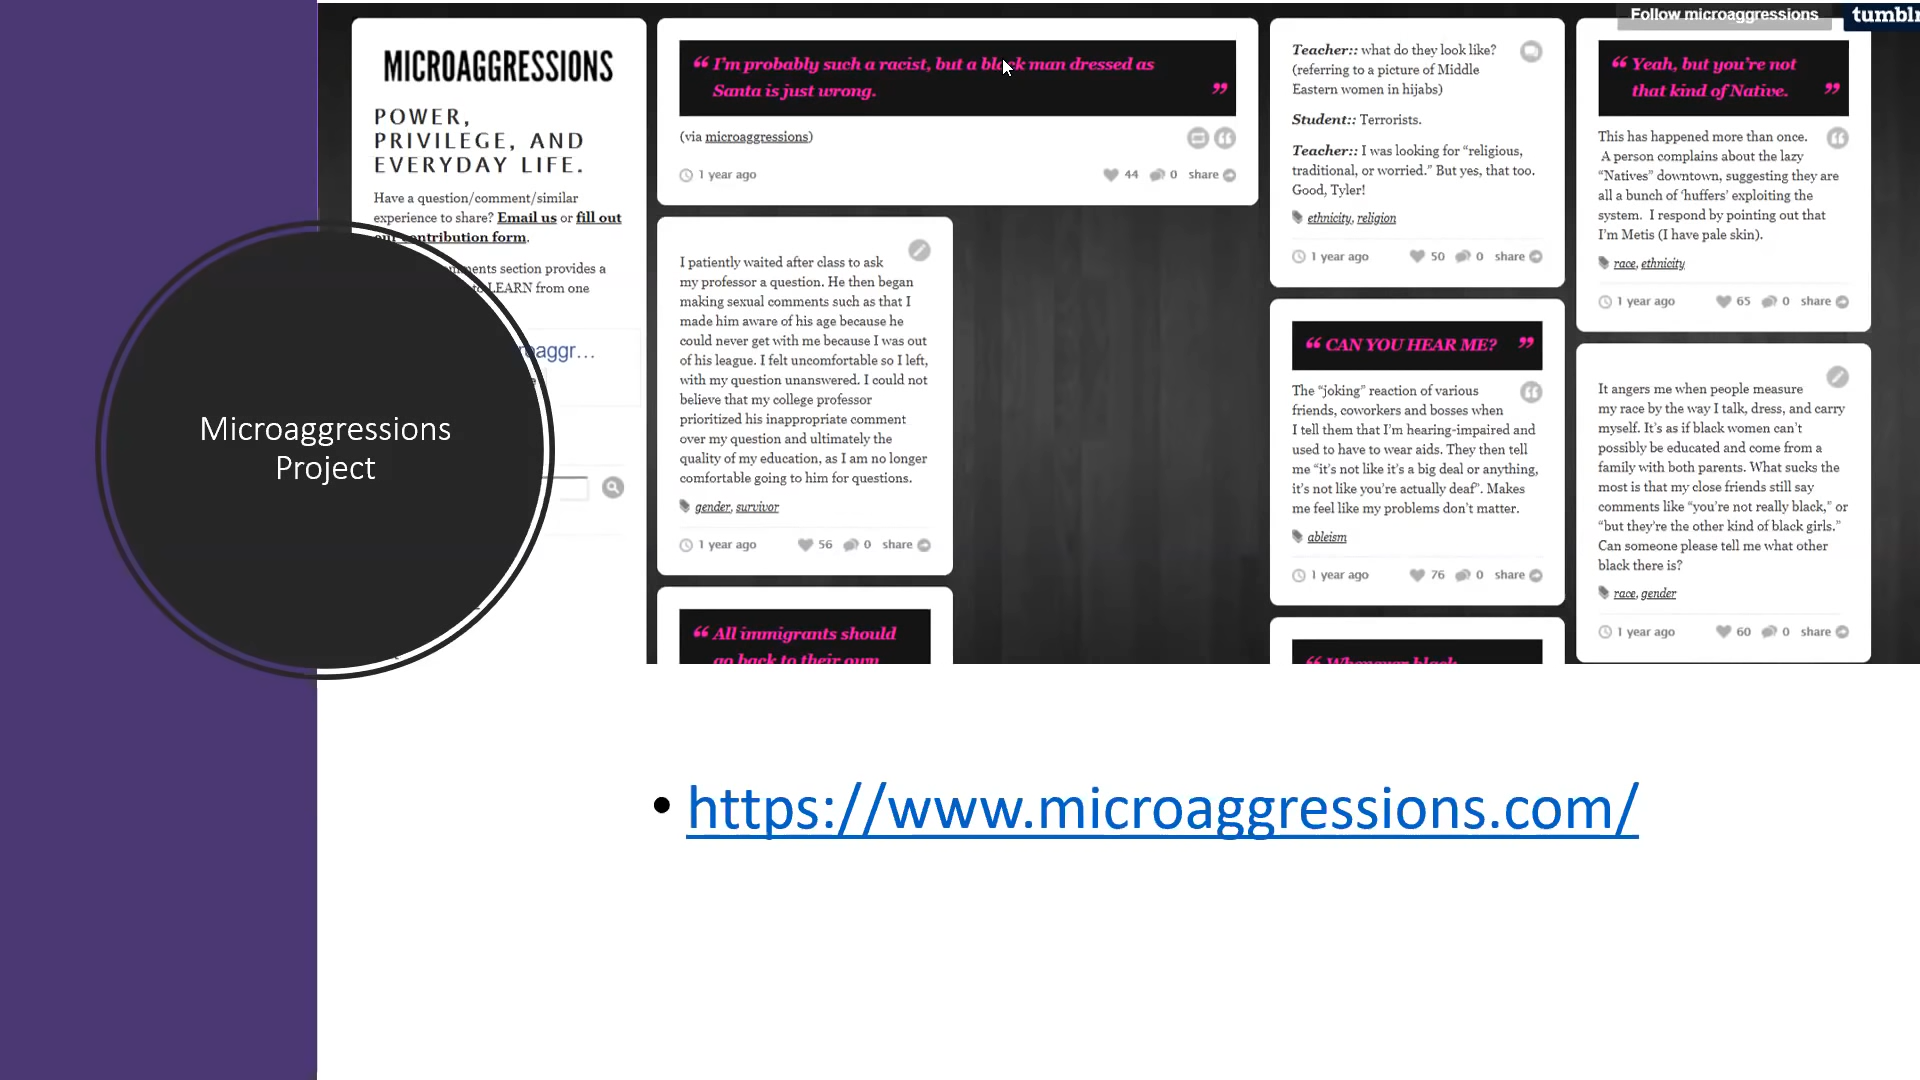 MICROAGGRESSIONS
POWER,
PRIVILEGE, AND
EVERYDAY LIFE.
Have a question/comment/similar
experience to share? Email us or fill out
our contribution form.
provides a
to LEARN from one
Microaggressions
Project
“ I'm probably such a racist, but a black man dressed as
Santa is just wrong. ”
(via microaggressions)
1 year ago 44 0 share
I patiently waited after class to ask
my professor a question. He then began
making sexual comments such as that I
made him aware of his age because he
could never get with me because I was out
of his league. I felt uncomfortable so I left,
with my question unanswered. I could not
believe that my college professor
prioritized his inappropriate comment
over my question and ultimately the
quality of my education, as I am no longer
comfortable going to him for questions.
gender, survivor
1 year ago 56 0 share
“ All immigrants should
go back to their own
Teacher:: what do they look like?
(referring to a picture of Middle
Eastern women in hijabs)
Student:: Terrorists.
Teacher:: I was looking for “religious,
traditional, or worried.” But yes, that too.
Good, Tyler!
ethnicity, religion
1 year ago 50 0 share
“ CAN YOU HEAR ME? ”
The “joking” reaction of various
friends, coworkers and bosses when
I tell them that I'm hearing-impaired and
used to have to wear aids. They then tell
me “it's not like it's a big deal or anything,
it's not like you're actually deaf”. Makes
me feel like my problems don't matter.
ableism
1 year ago 76 0 share
“ Whenever black
Follow microaggressions
“ Yeah, but you're not
that kind of Native. ”
This has happened more than once.
A person complains about the lazy
“Natives” downtown, suggesting they are
all a bunch of ‘huffers’ exploiting the
system. I respond by pointing out that
I'm Metis (I have pale skin).
race, ethnicity
1 year ago 65 0 share
It angers me when people measure
my race by the way I talk, dress, and carry
myself. It's as if black women can't
possibly be educated and come from a
family with both parents. What sucks the
most is that my close friends still say
comments like “you're not really black,” or
“but they're the other kind of black girls.”
Can someone please tell me what other
black there is?
race, gender
1 year ago 60 0 share
• https://www.microaggressions.com/